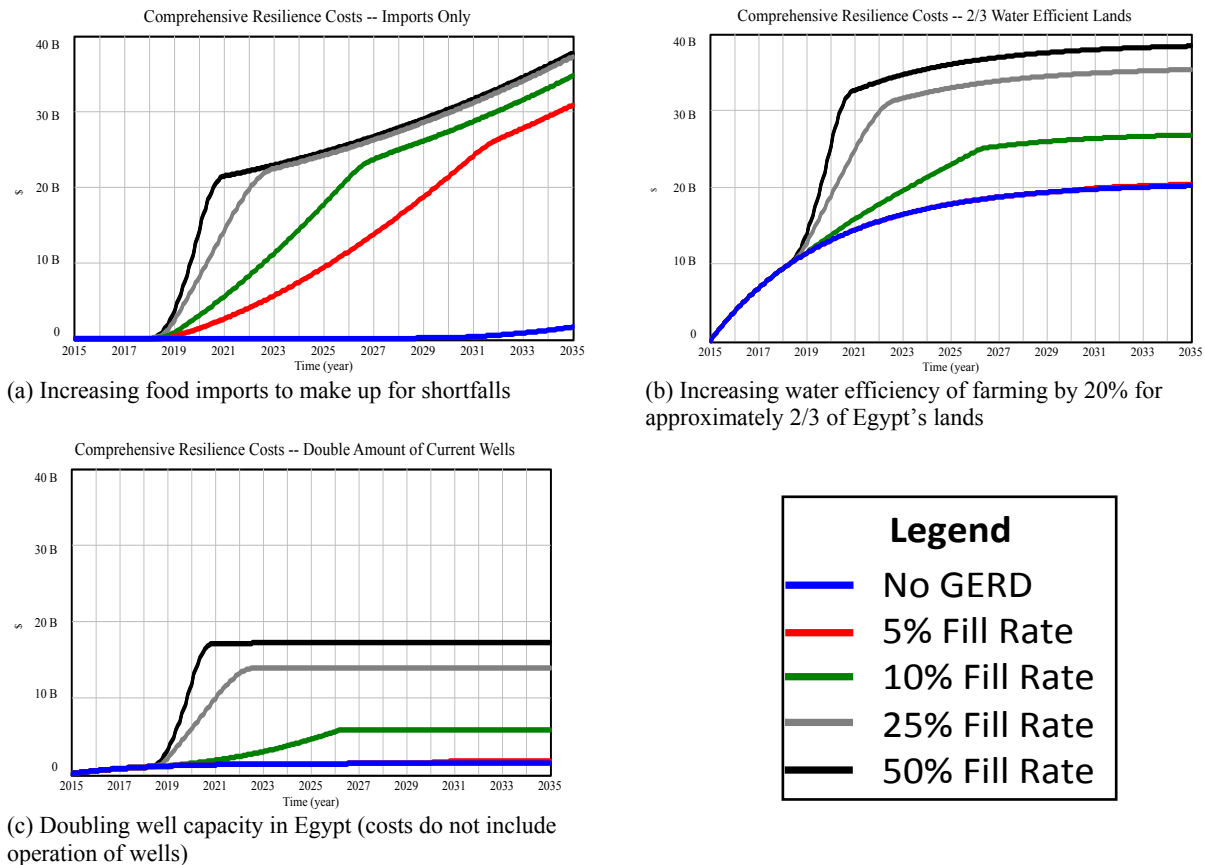 Comprehensive Resilience Costs -- Imports Only
40 B
30 B
20 B
$
10 B
0
2015 2017 2019 2021 2023 2025 2027 2029 2031 2033 2035
Time (year)
(a) Increasing food imports to make up for shortfalls
Comprehensive Resilience Costs -- 2/3 Water Efficient Lands
40 B
30 B
20 B
$
10 B
0
2015 2017 2019 2021 2023 2025 2027 2029 2031 2033 2035
Time (year)
(b) Increasing water efficiency of farming by 20% for
approximately 2/3 of Egypt’s lands
Comprehensive Resilience Costs -- Double Amount of Current Wells
40 B
30 B
20 B
$
10 B
0
2015 2017 2019 2021 2023 2025 2027 2029 2031 2033 2035
Time (year)
(c) Doubling well capacity in Egypt (costs do not include
operation of wells)
Legend
No GERD
5% Fill Rate
10% Fill Rate
25% Fill Rate
50% Fill Rate